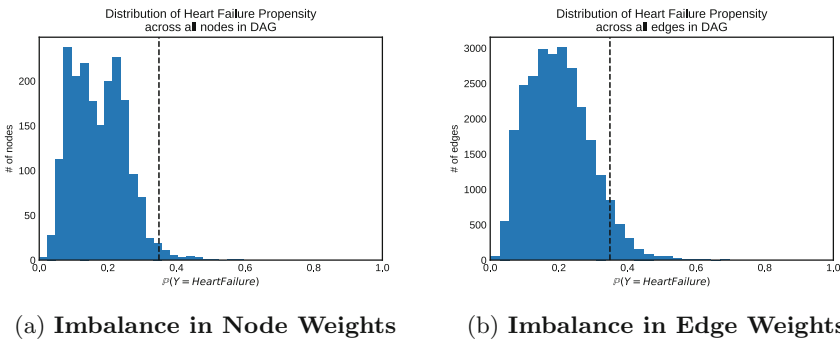 Distribution of Heart Failure Propensity
across all nodes in DAG
# of nodes
200
150
100
50
0
0,0
0,2
0,4
0,6
0,8
1,0
ℙ(Y = HeartFailure)
(a) Imbalance in Node Weights
Distribution of Heart Failure Propensity
across all edges in DAG
# of edges
3000
2500
2000
1500
1000
500
0
0,0
0,2
0,4
0,6
0,8
1,0
ℙ(Y = HeartFailure)
(b) Imbalance in Edge Weights